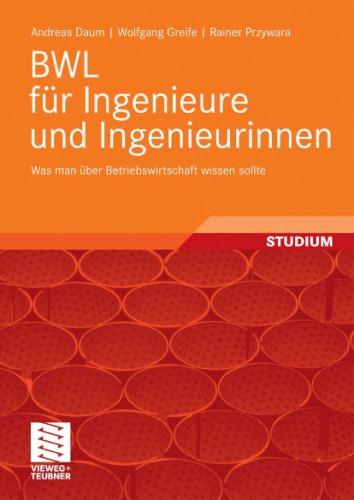 Andreas Daum | Wolfgang Greife | Rainer Przywara
BWL
für Ingenieure
und Ingenieurinnen
Was man über Betriebswirtschaft wissen sollte
STUDIUM
VIEWEG+
TEUBNER